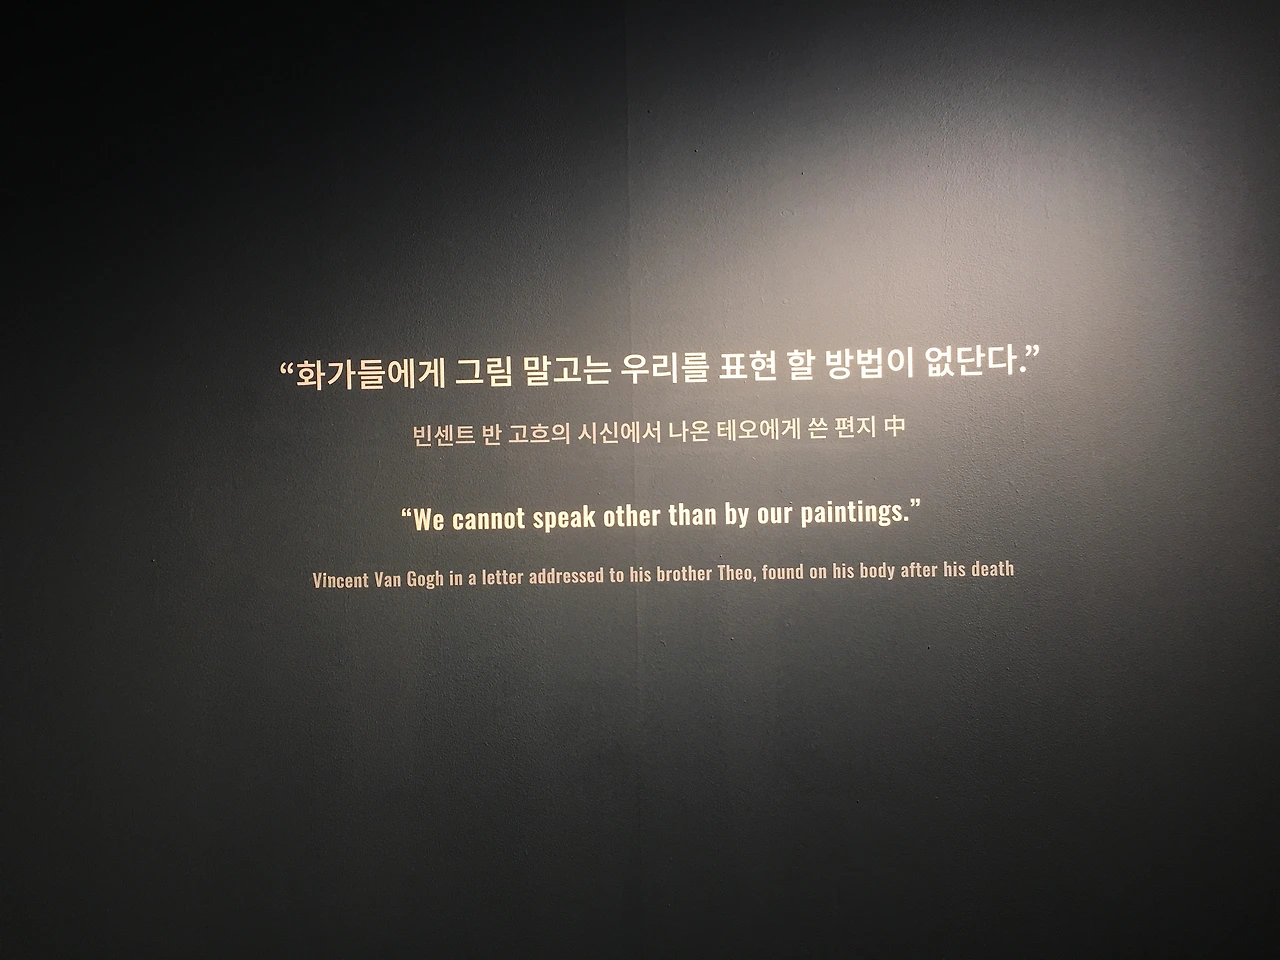 “화가들에게 그림 말고는 우리를 표현 할 방법이 없단다.”
빈센트 반 고흐의 시신에서 나온 테오에게 쓴 편지 中
“We cannot speak other than by our paintings.”
Vincent Van Gogh in a letter addressed to his brother Theo, found on his body after his death